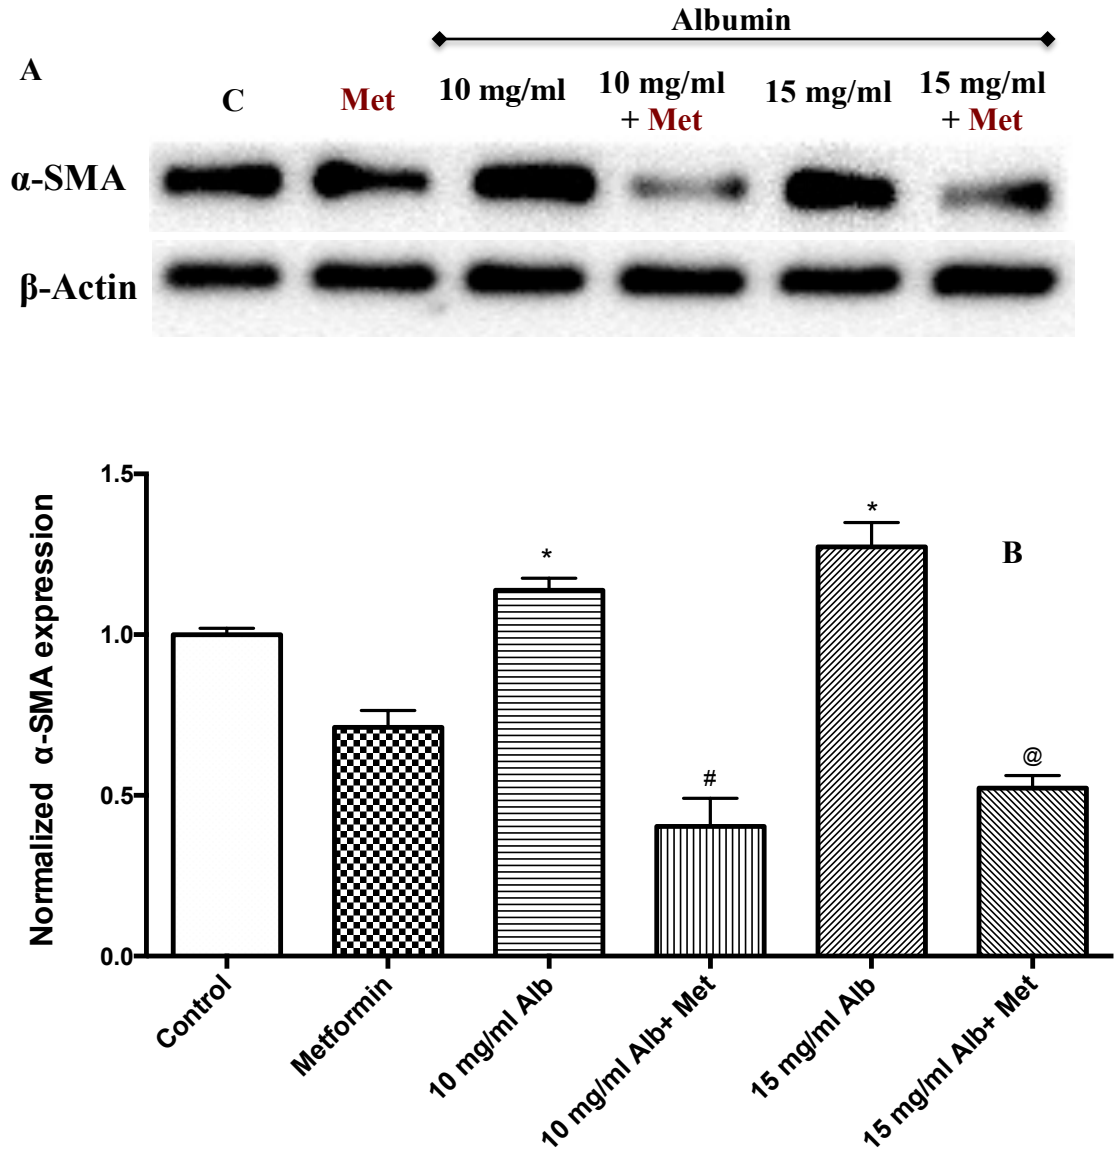 Albumin
A
C
Met
10 mg/ml
10 mg/ml
+ Met
15 mg/ml
15 mg/ml
+ Met
α-SMA
β-Actin
B
Normalized α-SMA expression
1.5
1.0
0.5
0.0
*
#
*
@
Control
Metformin
10 mg/ml Alb
10 mg/ml Alb+ Met
15 mg/ml Alb
15 mg/ml Alb+ Met